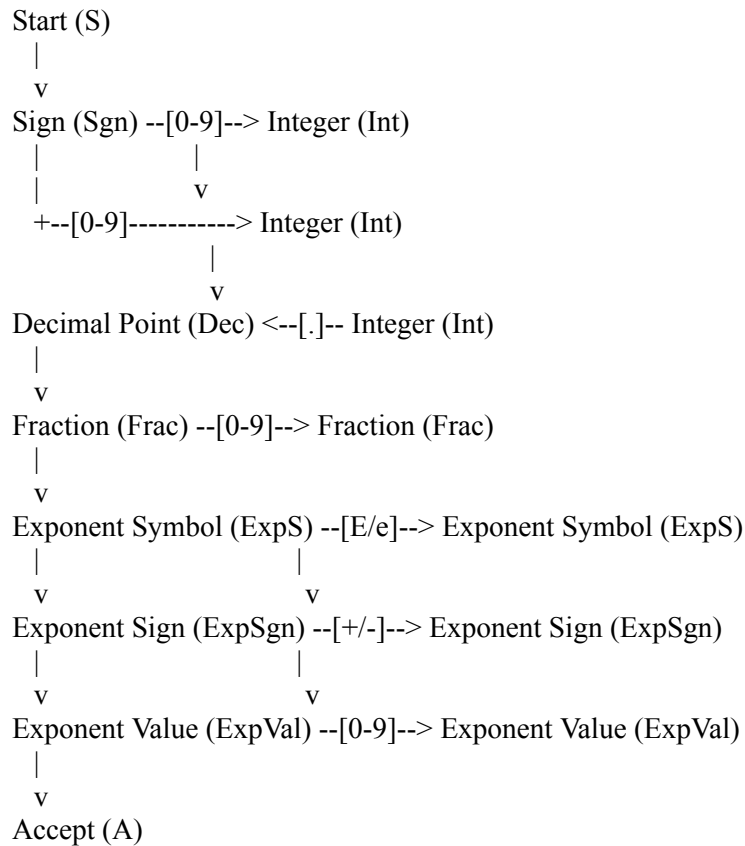 Start (S)
|
v
Sign (Sgn) --[0-9]--> Integer (Int)
| |
| v
+--[0-9]-----------> Integer (Int)
|
v
Decimal Point (Dec) <--[.]-- Integer (Int)
|
v
Fraction (Frac) --[0-9]--> Fraction (Frac)
|
v
Exponent Symbol (ExpS) --[E/e]--> Exponent Symbol (ExpS)
| |
v v
Exponent Sign (ExpSgn) --[+/-]--> Exponent Sign (ExpSgn)
| |
v v
Exponent Value (ExpVal) --[0-9]--> Exponent Value (ExpVal)
|
v
Accept (A)